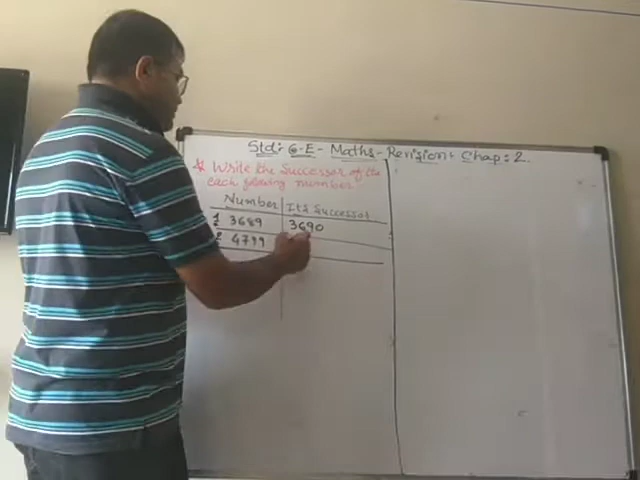 Std: 6-E- Maths- Revision: Chap: 2.
* Write the Successor of the
each following number.
Number Its Successor
1 3689 3690
2 4799